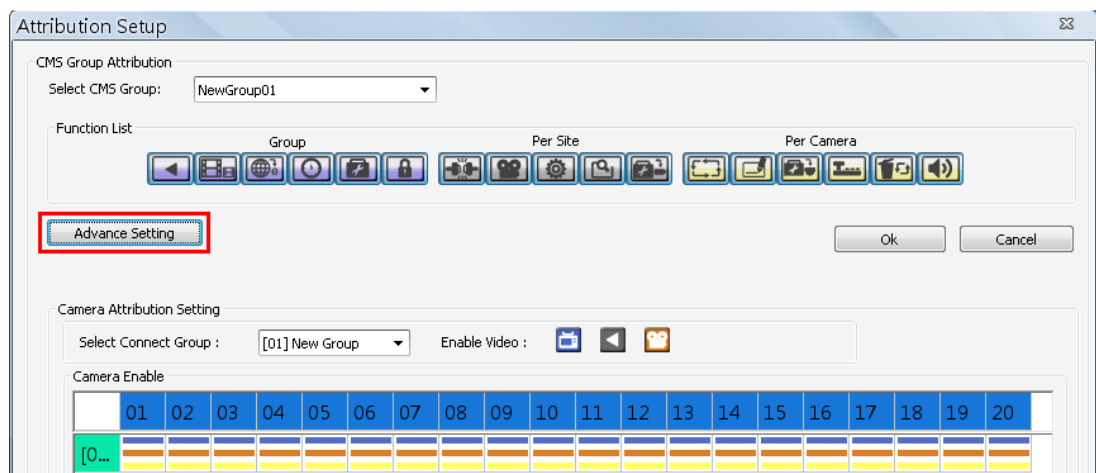 Attribution Setup
CMS Group Attribution
Select CMS Group: NewGroup01
Function List
Group Per Site Per Camera
Advance Setting
Ok Cancel
Camera Attribution Setting
Select Connect Group : [01] New Group Enable Video :
Camera Enable
01 02 03 04 05 06 07 08 09 10 11 12 13 14 15 16 17 18 19 20
[0...